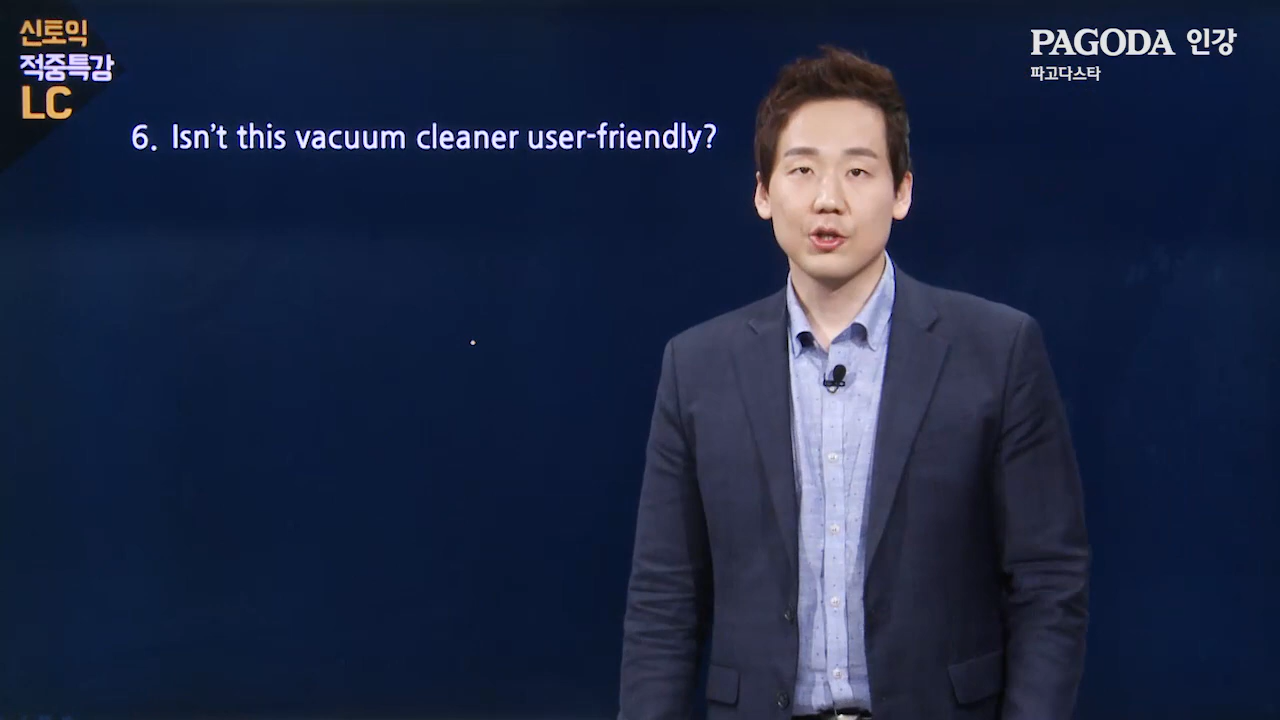 신토익
적중특강
LC
PAGODA 인강
파고다스타
6. Isn't this vacuum cleaner user-friendly?